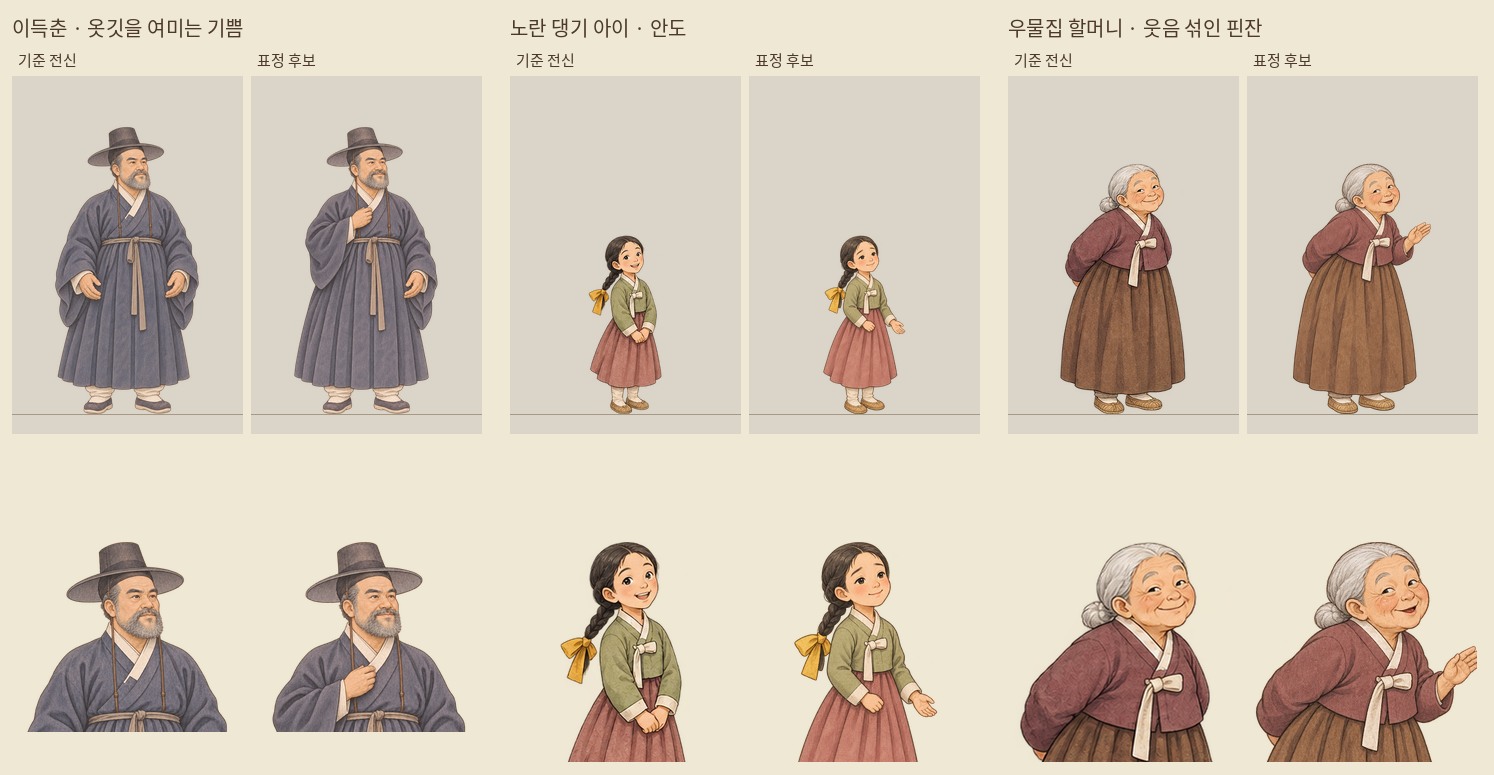 이득춘 · 옷깃을 여미는 기쁨
기준 전신
표정 후보
노란 댕기 아이 · 안도
기준 전신
표정 후보
우물집 할머니 · 웃음 섞인 핀잔
기준 전신
표정 후보